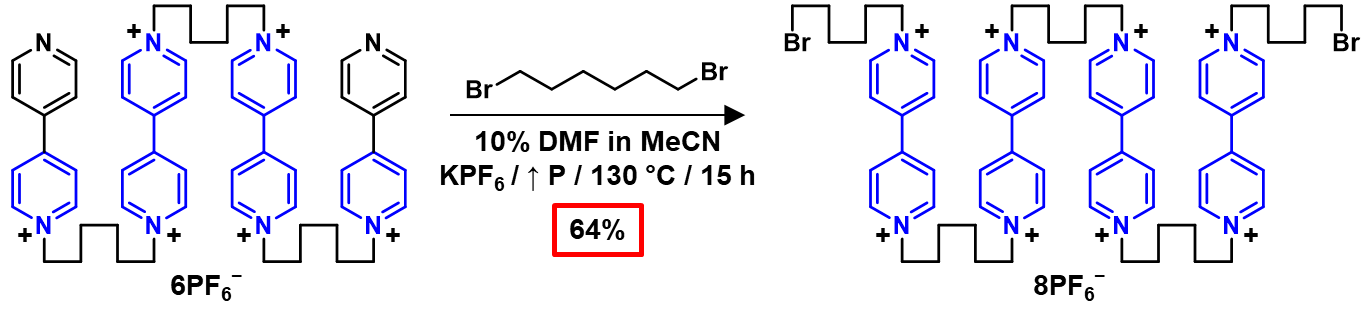 N N⁺ N⁺ N
N⁺ N⁺ N⁺ N⁺
6PF₆⁻
Br Br
10% DMF in MeCN
KPF₆ / ↑ P / 130 °C / 15 h
64%
Br Br
N⁺ N⁺ N⁺ N⁺
N⁺ N⁺ N⁺ N⁺
8PF₆⁻